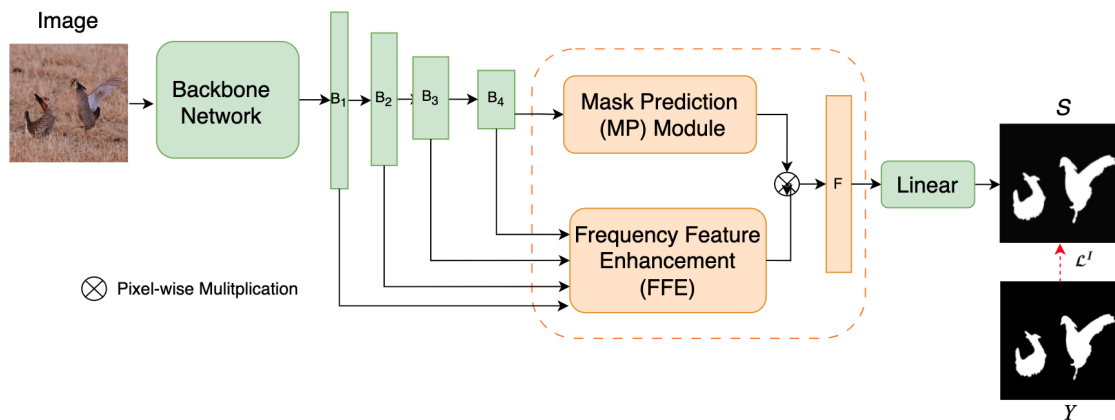 Image
Backbone
Network
B1
B2
B3
B4
Mask Prediction
(MP) Module
Frequency Feature
Enhancement
(FFE)
F
Linear
S
ℒ^I
Y
Pixel-wise Mulitplication